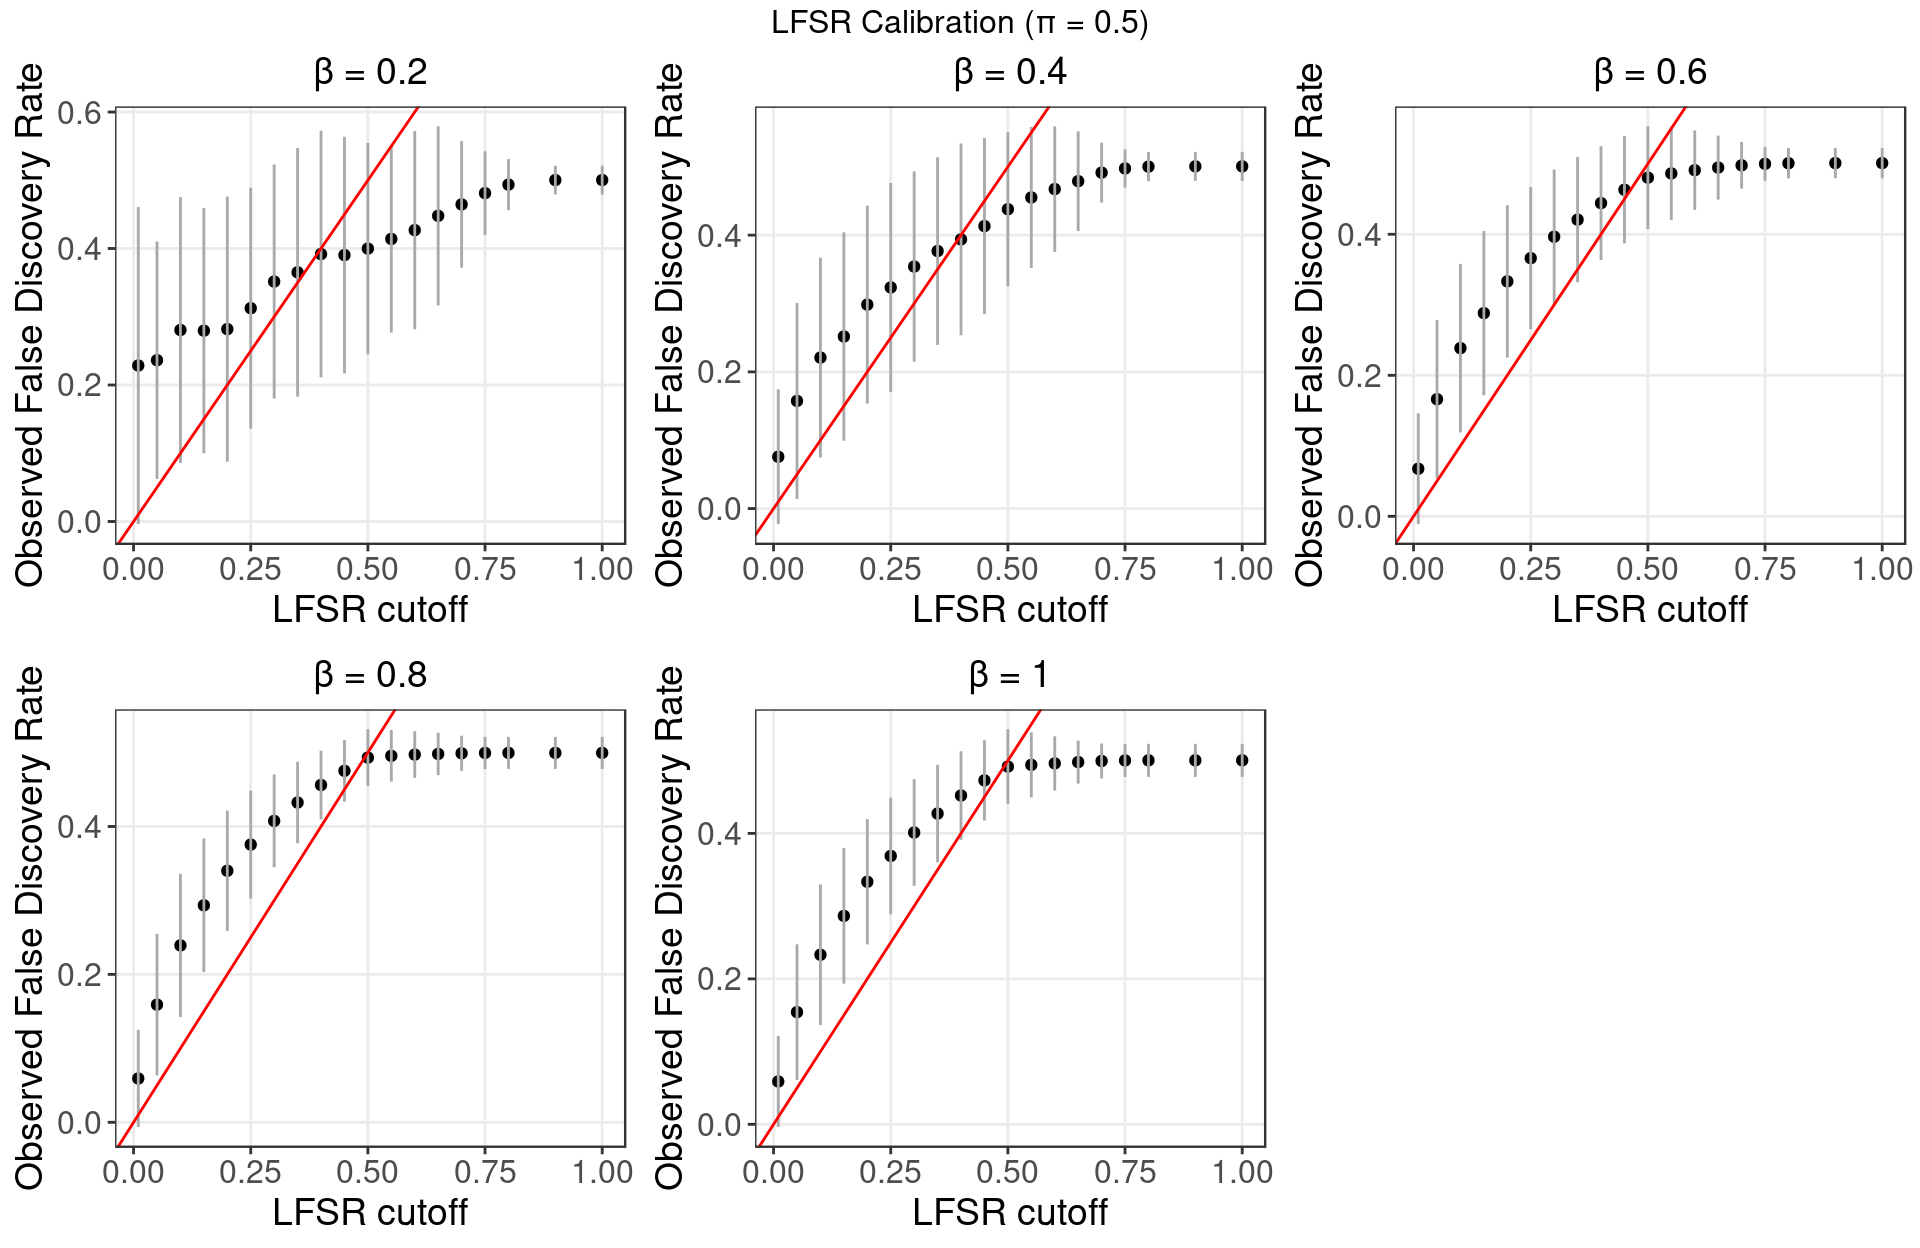 LFSR Calibration (π = 0.5)
β = 0.2
Observed False Discovery Rate
0.6
0.4
0.2
0.0
0.00 0.25 0.50 0.75 1.00
LFSR cutoff
β = 0.4
Observed False Discovery Rate
0.4
0.2
0.0
0.00 0.25 0.50 0.75 1.00
LFSR cutoff
β = 0.6
Observed False Discovery Rate
0.4
0.2
0.0
0.00 0.25 0.50 0.75 1.00
LFSR cutoff
β = 0.8
Observed False Discovery Rate
0.4
0.2
0.0
0.00 0.25 0.50 0.75 1.00
LFSR cutoff
β = 1
Observed False Discovery Rate
0.4
0.2
0.0
0.00 0.25 0.50 0.75 1.00
LFSR cutoff